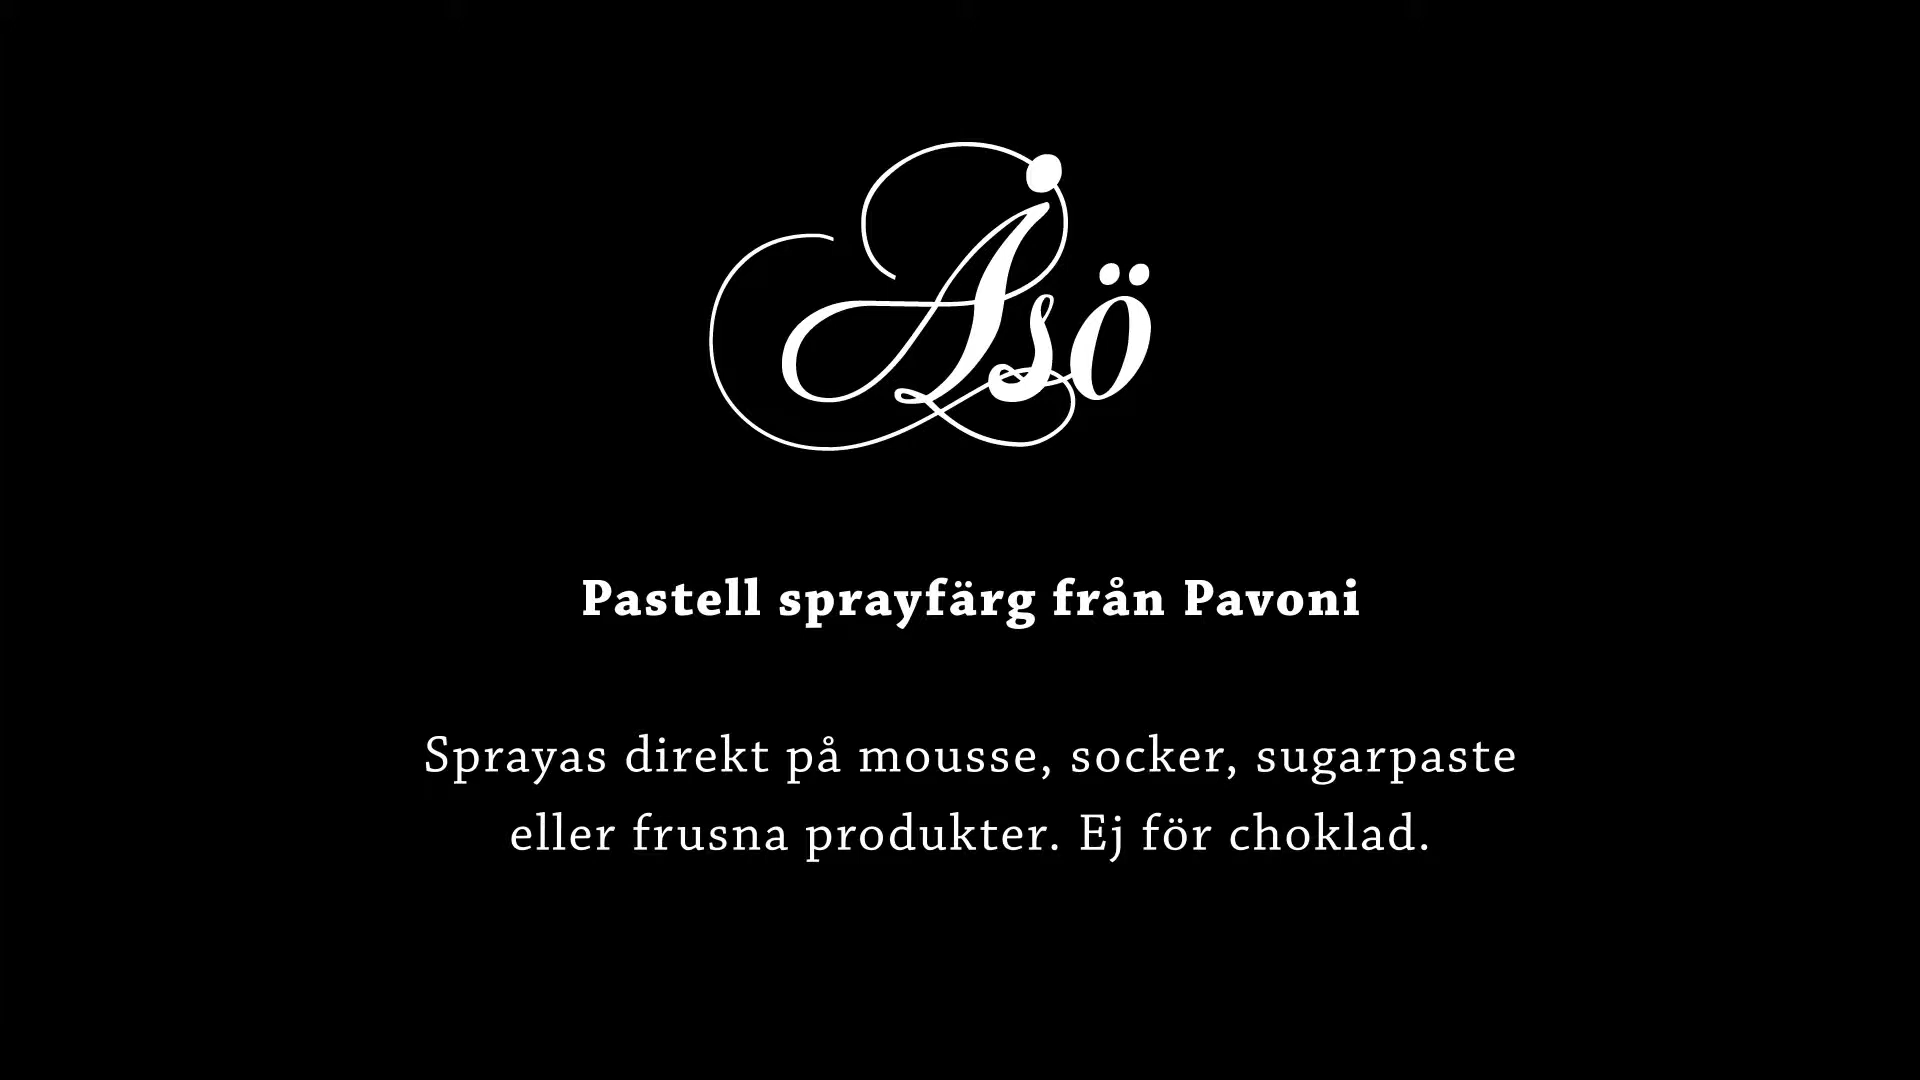 Åsö
Pastell sprayfärg från Pavoni
Sprayas direkt på mousse, socker, sugarpaste
eller frusna produkter. Ej för choklad.